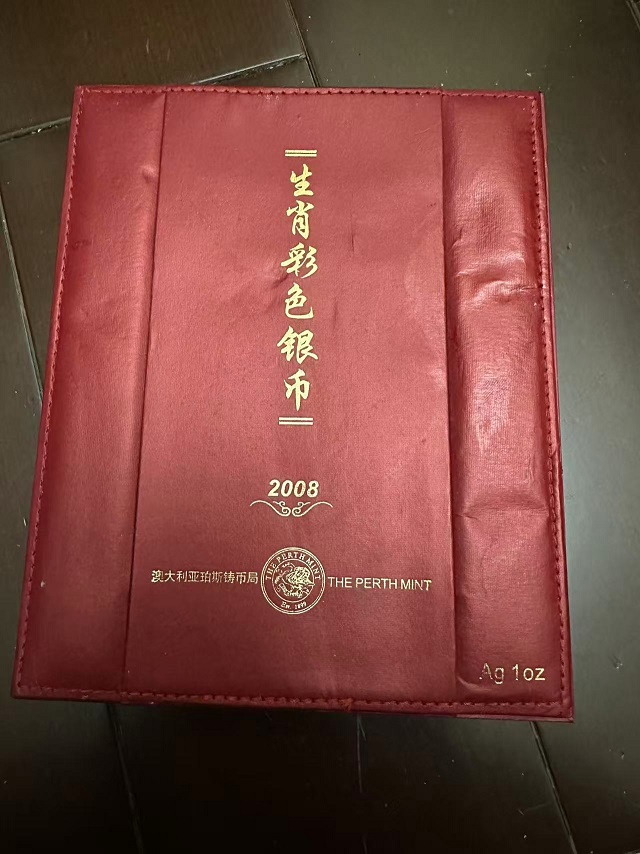 生肖彩色银币
2008
澳大利亚珀斯铸币局
THE PERTH MINT
Est. 1899
THE PERTH MINT
Ag 1oz